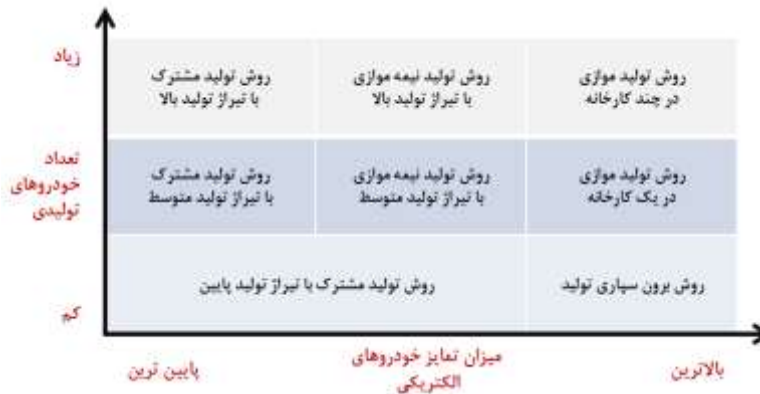 زیاد
روش تولید مشترک
با تیراژ تولید بالا
روش تولید نیمه موازی
با تیراژ تولید بالا
روش تولید موازی
در چند کارخانه
تعداد
خودروهای
تولیدی
روش تولید مشترک
با تیراژ تولید متوسط
روش تولید نیمه موازی
با تیراژ تولید متوسط
روش تولید موازی
در یک کارخانه
کم
روش تولید مشترک با تیراژ تولید پایین
روش برون سپاری تولید
پایین ترین
میزان تمایز خودروهای
الکتریکی
بالاترین